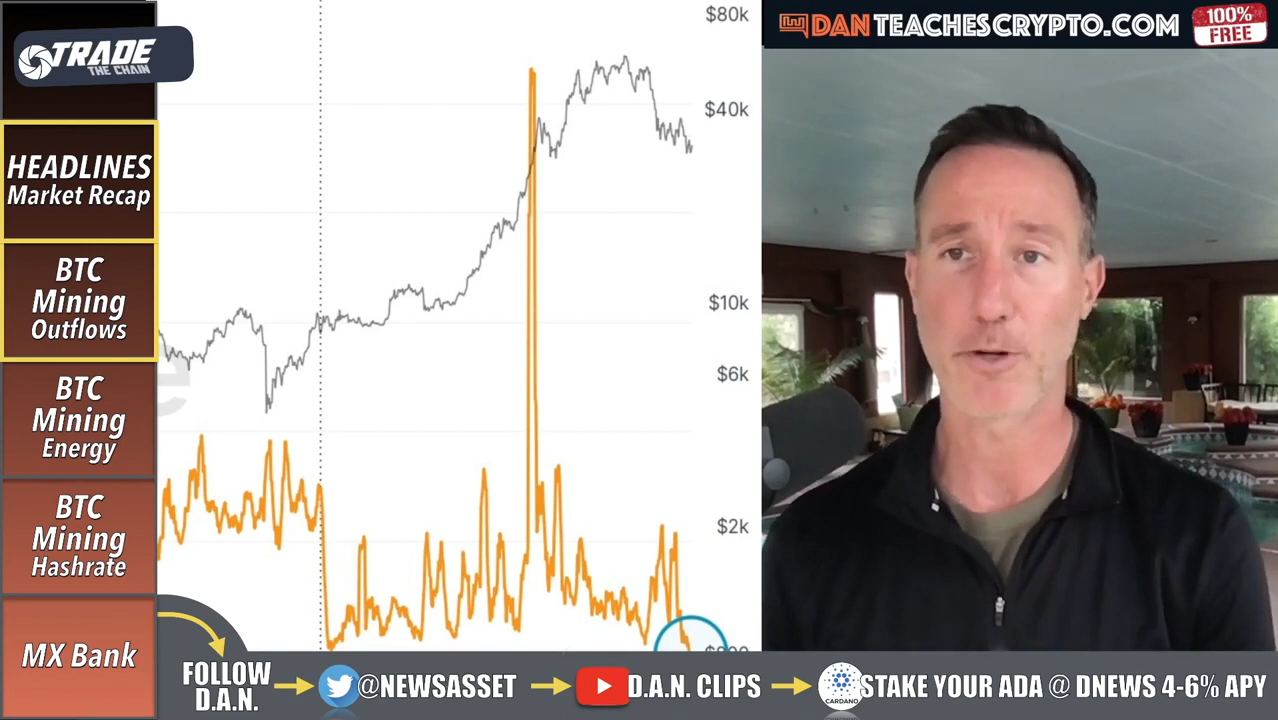 TRADE
THE CHAIN
HEADLINES
Market Recap
BTC
Mining
Outflows
BTC
Mining
Energy
BTC
Mining
Hashrate
MX Bank
$80k
$40k
$10k
$6k
$2k
DANTEACHESCRYPTO.COM
100%
FREE
FOLLOW
D.A.N.
@NEWSASSET
D.A.N. CLIPS
CARDANO
STAKE YOUR ADA @ DNEWS 4-6% APY